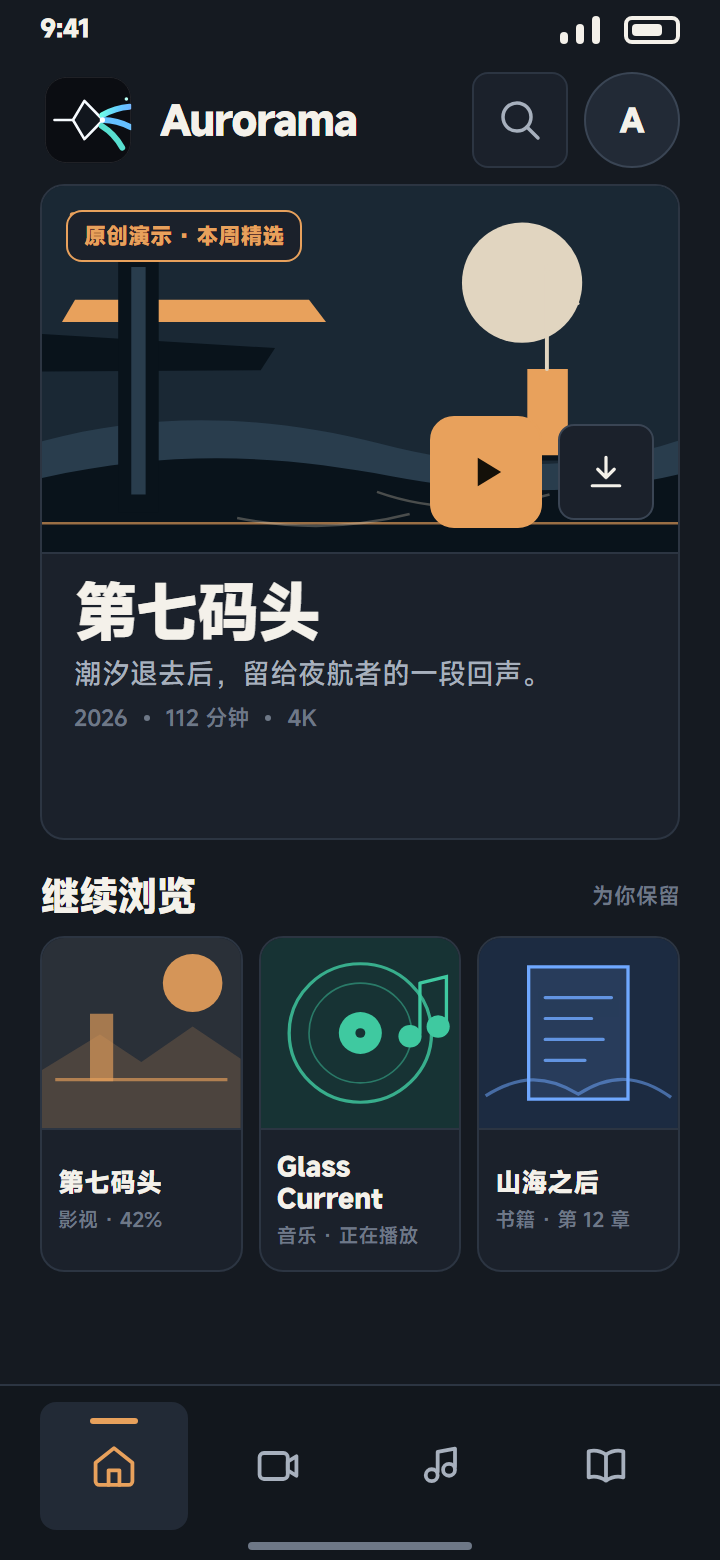 9:41
Aurorama
A
原创演示 · 本周精选
第七码头
潮汐退去后，留给夜航者的一段回声。
2026 • 112 分钟 • 4K
继续浏览
为你保留
第七码头
影视 · 42%
Glass
Current
音乐 · 正在播放
山海之后
书籍 · 第 12 章